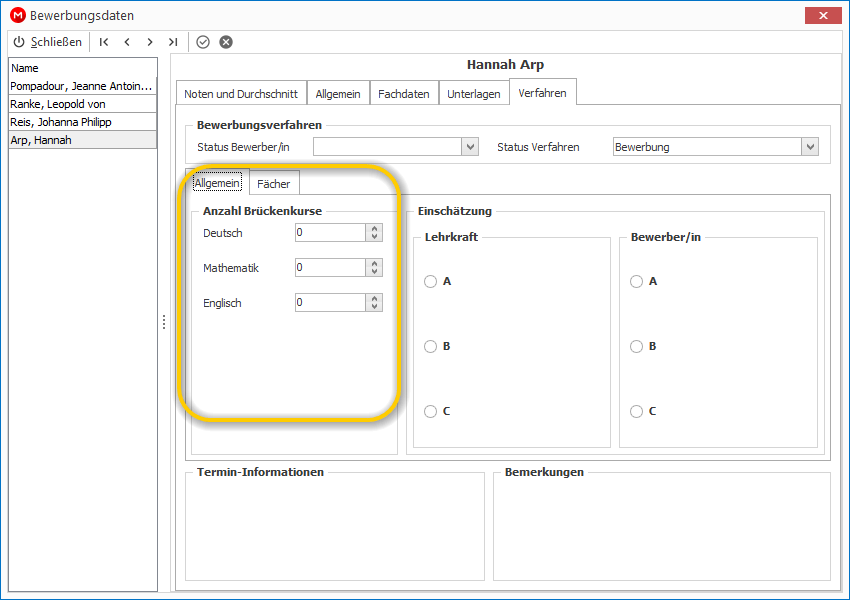 M Bewerbungsdaten
Schließen
Name
Pompadour, Jeanne Antoin...
Ranke, Leopold von
Reis, Johanna Philipp
Arp, Hannah
Hannah Arp
Noten und Durchschnitt Allgemein Fachdaten Unterlagen Verfahren
Bewerbungsverfahren
Status Bewerber/in Status Verfahren Bewerbung
Allgemein Fächer
Anzahl Brückenkurse
Deutsch 0
Mathematik 0
Englisch 0
Einschätzung
Lehrkraft
A
B
C
Bewerber/in
A
B
C
Termin-Informationen
Bemerkungen